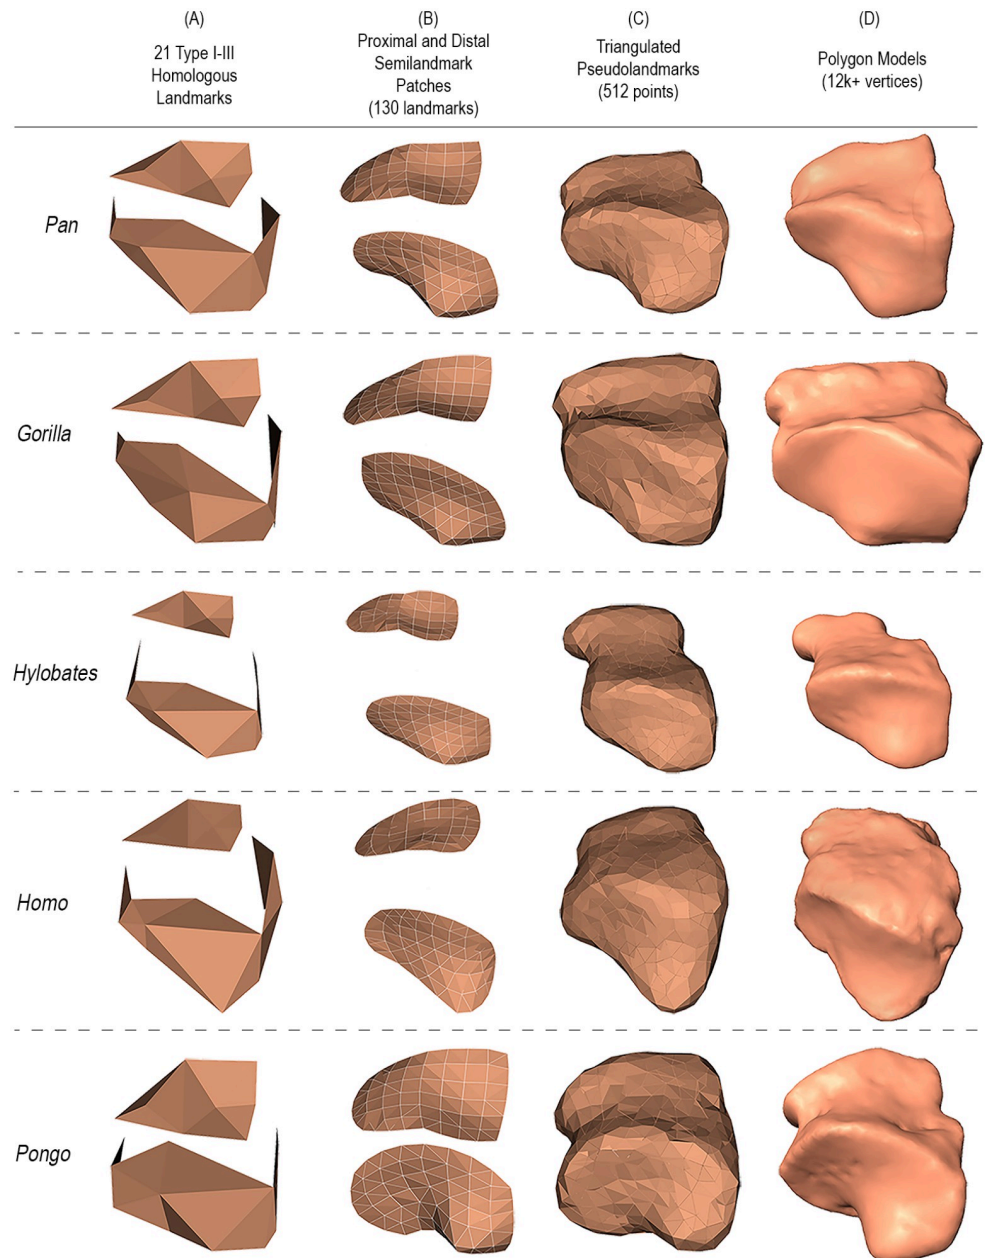 (A)
21 Type I-III
Homologous
Landmarks
(B)
Proximal and Distal
Semilandmark
Patches
(130 landmarks)
(C)
Triangulated
Pseudolandmarks
(512 points)
(D)
Polygon Models
(12k+ vertices)
Pan
Gorilla
Hylobates
Homo
Pongo